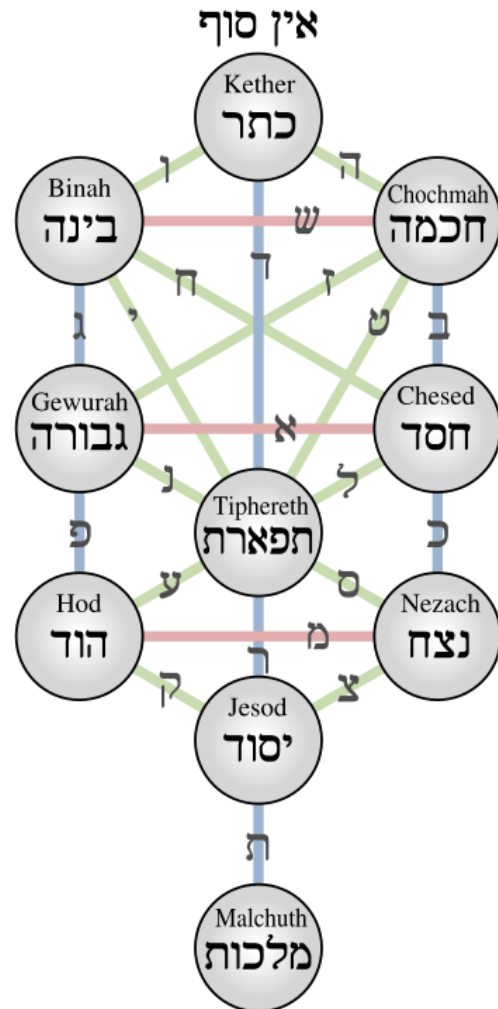 אין סוף
Kether
כתר
ו
ה
Binah
בינה
ש
Chochmah
חכמה
ד
ח
ז
ג
י
ט
ב
Gewurah
גבורה
א
Chesed
חסד
נ
ל
Tiphereth
תפארת
פ
כ
ע
ס
Hod
הוד
מ
Nezach
נצח
ר
ק
צ
Jesod
יסוד
ת
Malchuth
מלכות